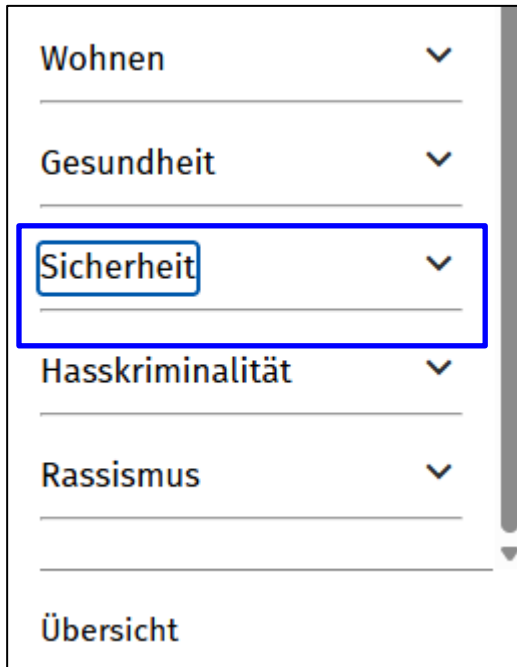 Wohnen
Gesundheit
Sicherheit
Hasskriminalität
Rassismus
Übersicht